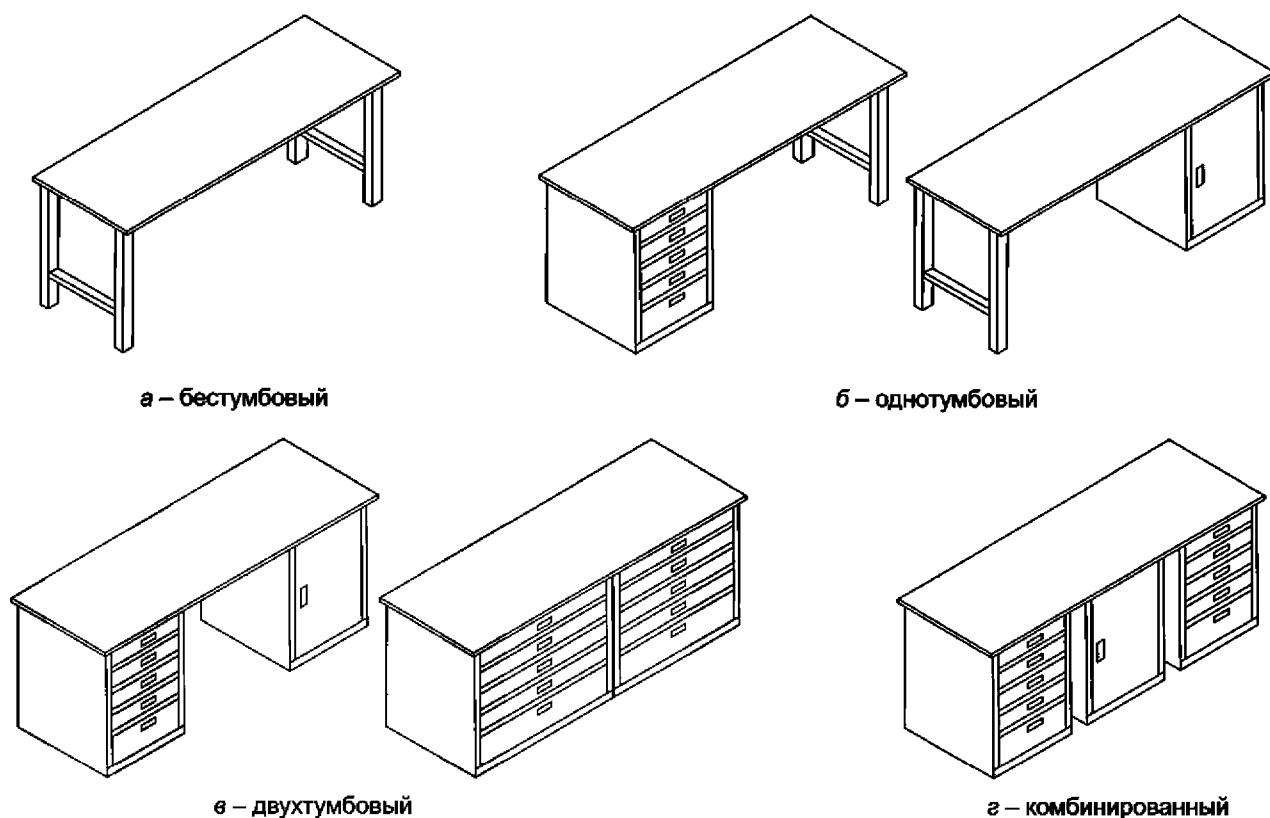 а – бестумбовый
б – однотумбовый
в – двухтумбовый
г – комбинированный